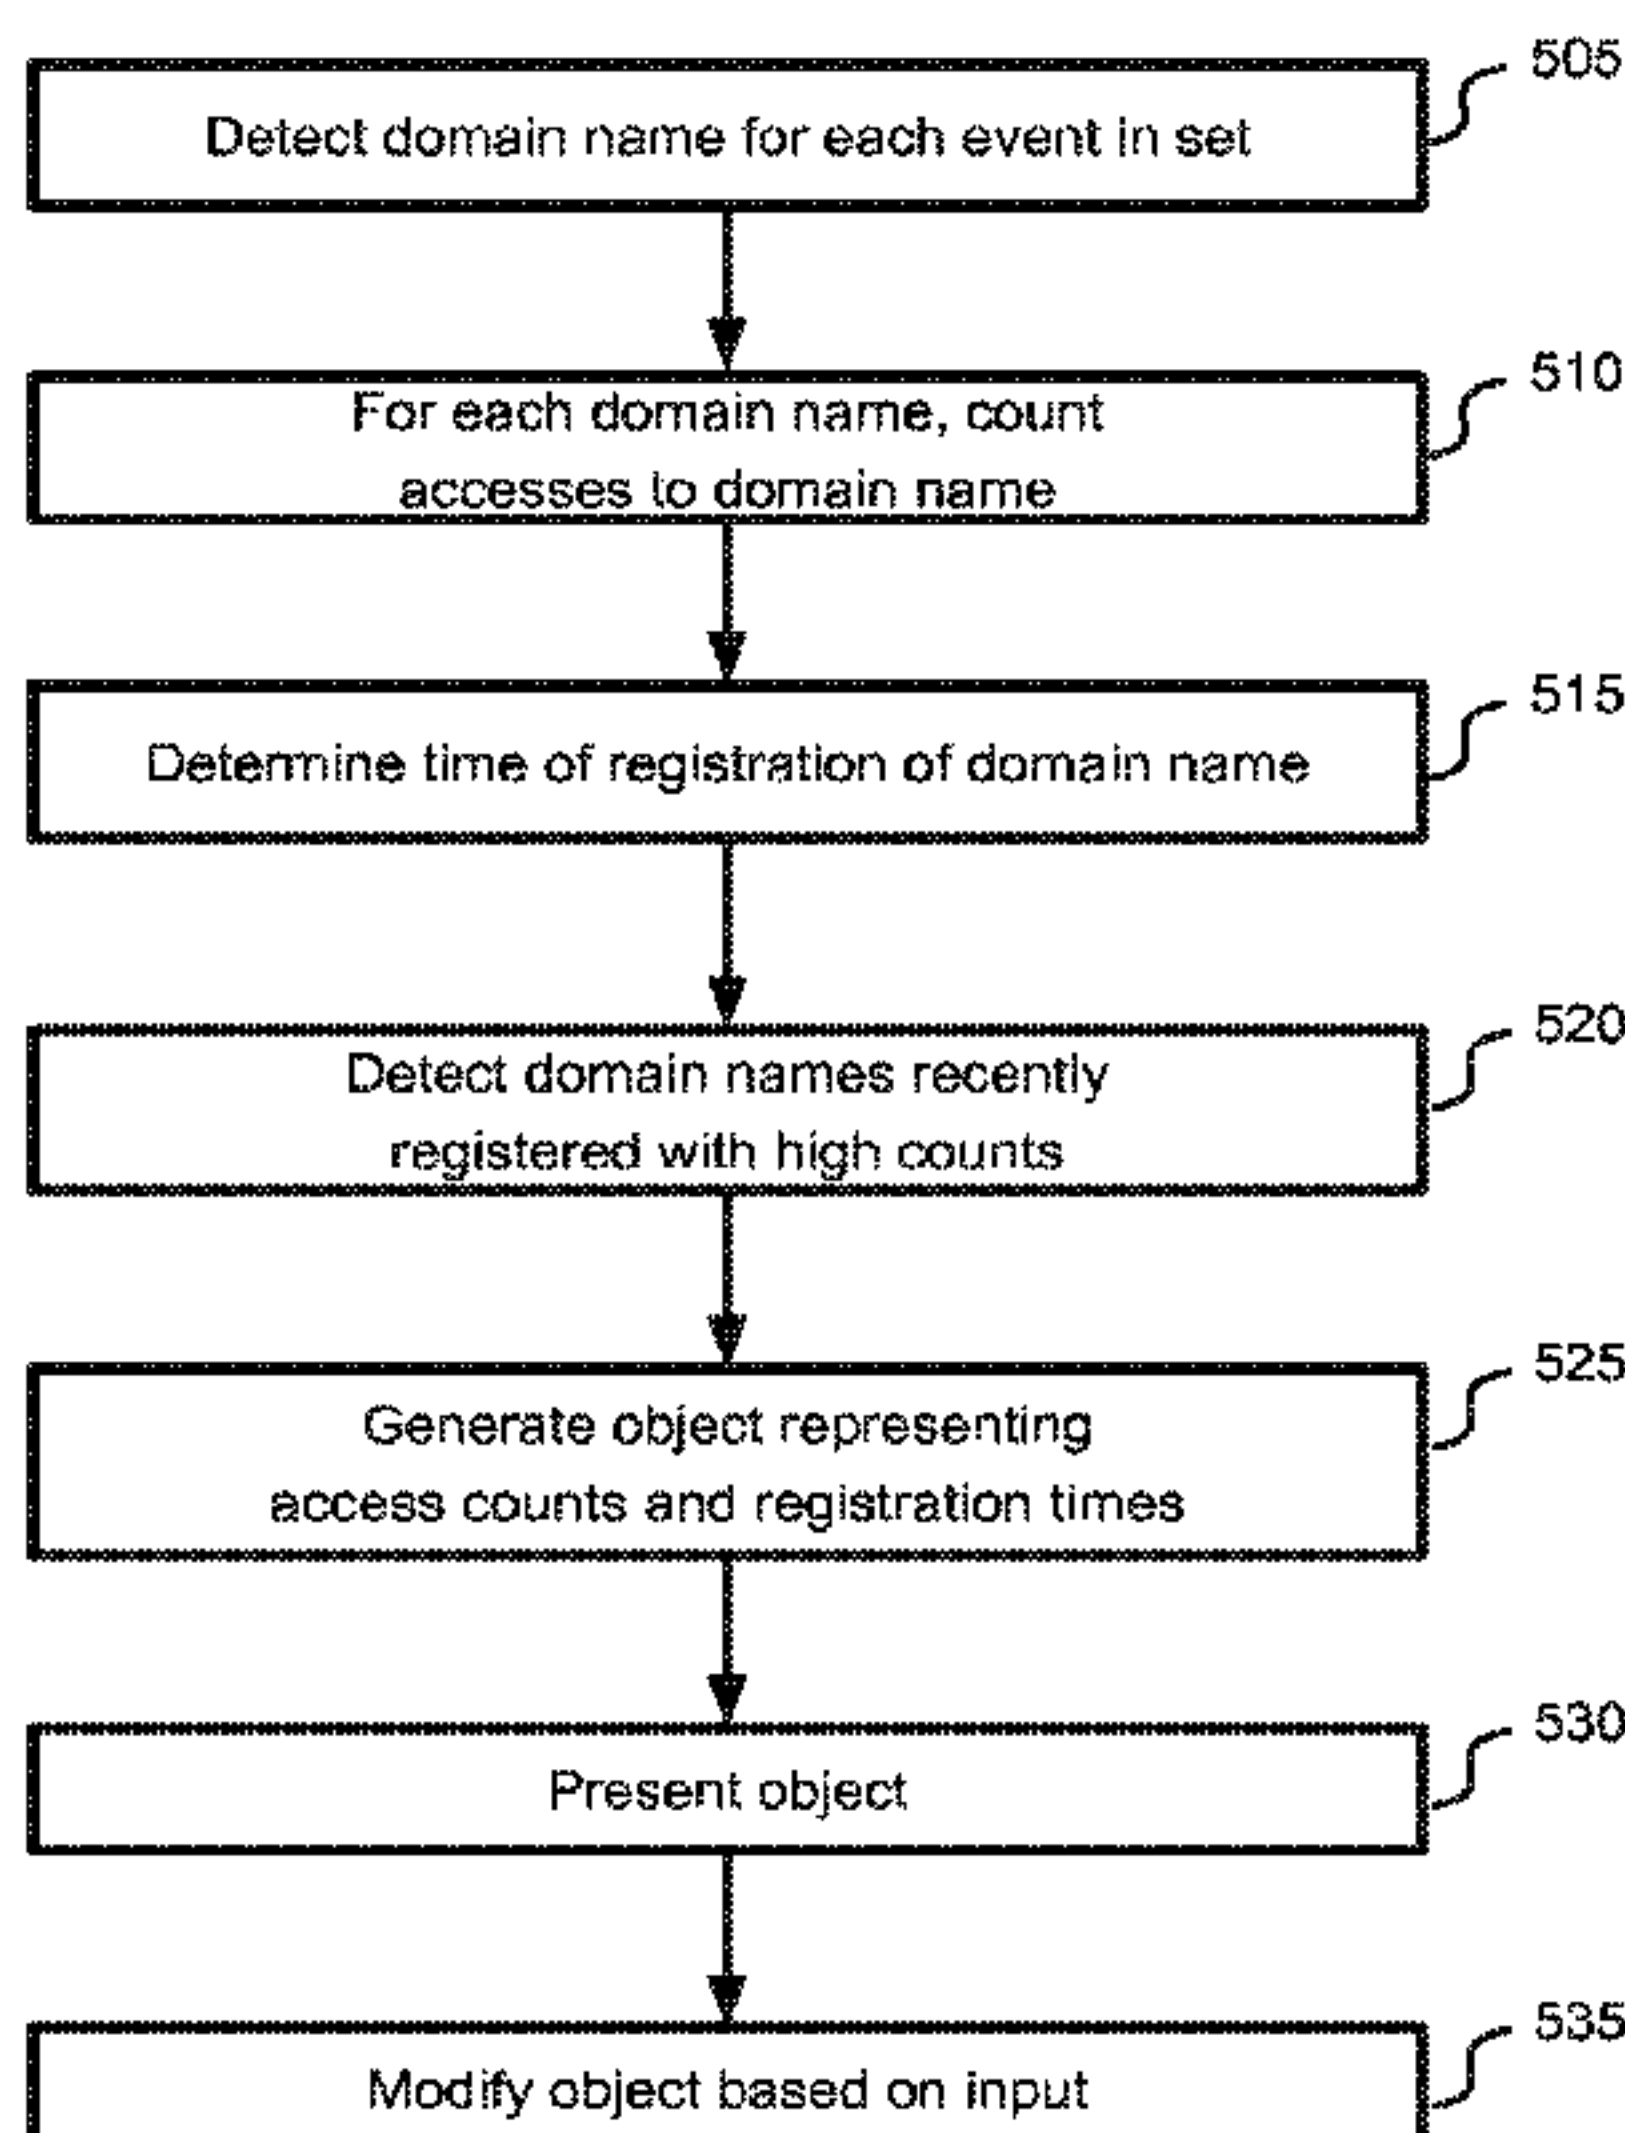 505
Detect domain name for each event in set
510
For each domain name, count
accesses to domain name
515
Determine time of registration of domain name
520
Detect domain names recently
registered with high counts
525
Generate object representing
access counts and registration times
530
Present object
535
Modify object based on input